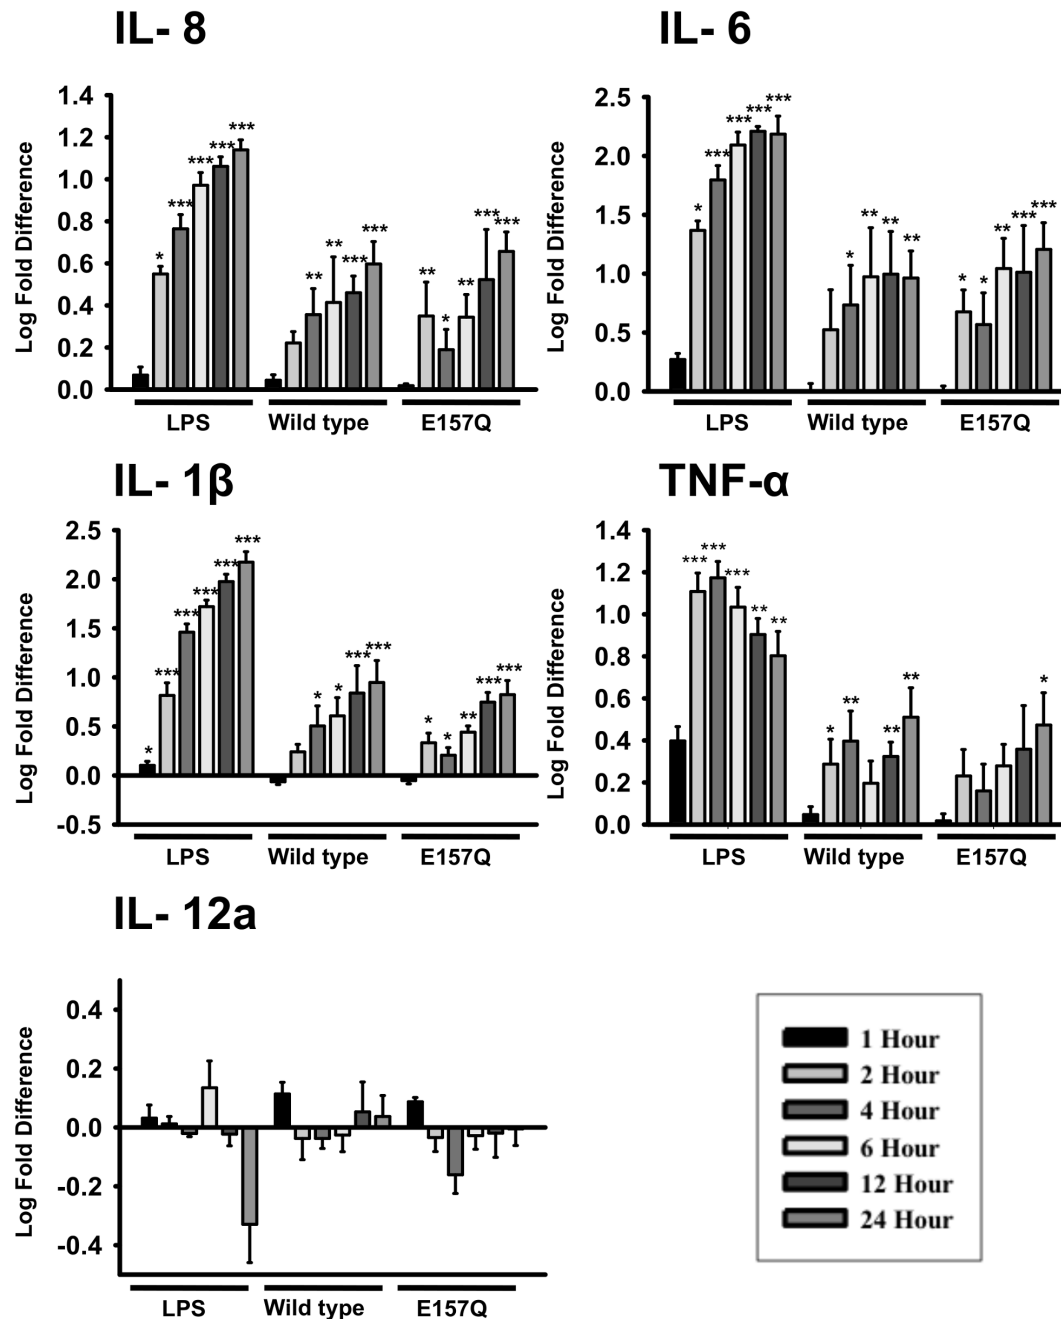 IL- 8
1.4
1.2
1.0
0.8
0.6
0.4
0.2
0.0
Log Fold Difference
* *** *** *** ***
** ** *** ***
** * ** *** ***
LPS Wild type E157Q
IL- 6
2.5
2.0
1.5
1.0
0.5
0.0
Log Fold Difference
* *** *** *** ***
* ** ** **
* * ** *** ***
LPS Wild type E157Q
IL- 1β
2.5
2.0
1.5
1.0
0.5
0.0
-0.5
Log Fold Difference
* *** *** *** *** ***
* * *** ***
* * ** *** ***
LPS Wild type E157Q
TNF-α
1.4
1.2
1.0
0.8
0.6
0.4
0.2
0.0
Log Fold Difference
*** *** *** ** **
* ** ** **
*
LPS Wild type E157Q
IL- 12a
0.4
0.2
0.0
-0.2
-0.4
Log Fold Difference
LPS Wild type E157Q
1 Hour
2 Hour
4 Hour
6 Hour
12 Hour
24 Hour